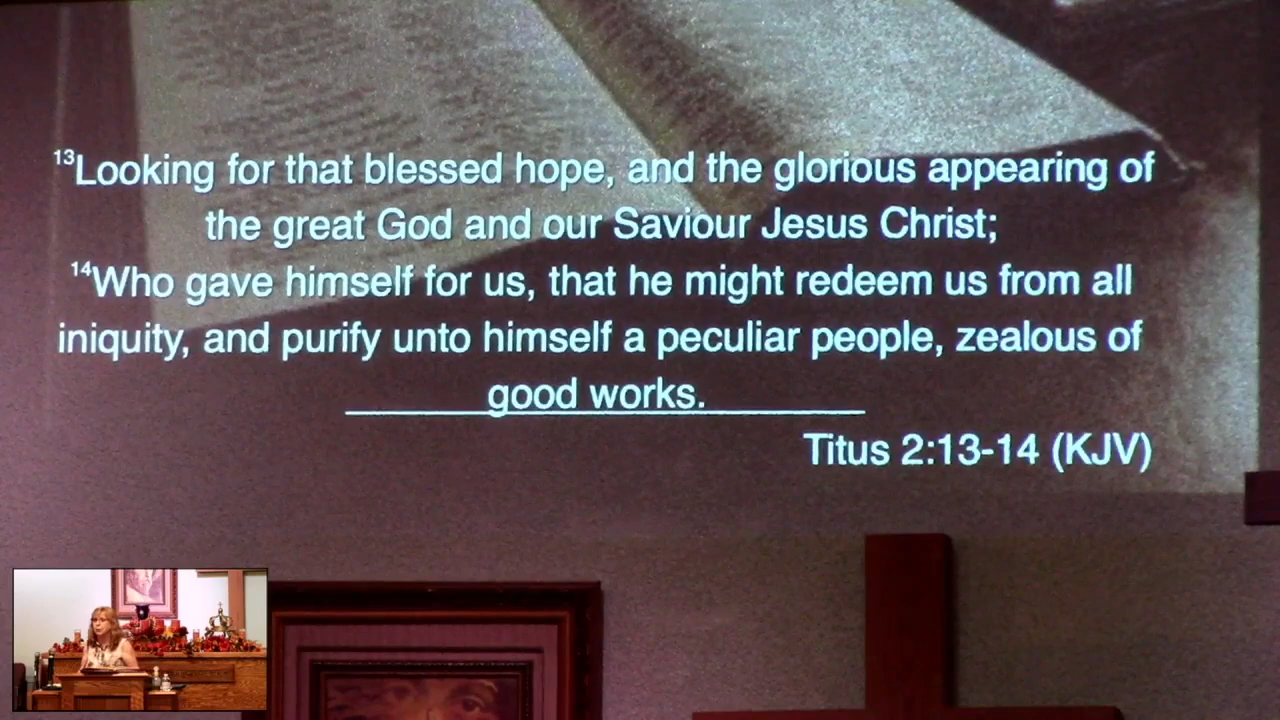 13Looking for that blessed hope, and the glorious appearing of
the great God and our Saviour Jesus Christ;
14Who gave himself for us, that he might redeem us from all
iniquity, and purify unto himself a peculiar people, zealous of
good works.
Titus 2:13-14 (KJV)